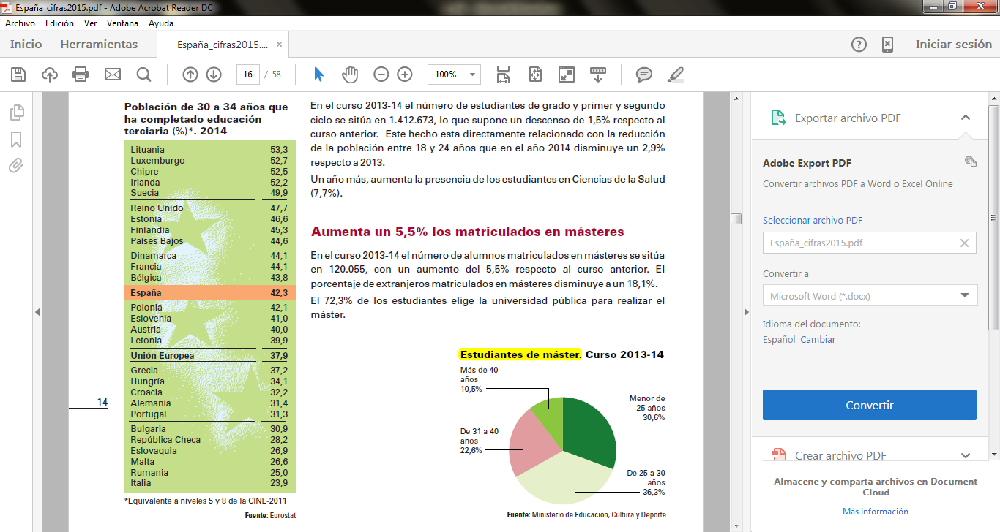 España_cifras2015.pdf - Adobe Acrobat Reader DC
Archivo Edición Ver Ventana Ayuda
Inicio Herramientas España_cifras2015.... × Iniciar sesión
16 / 58 100%
Población de 30 a 34 años que
ha completado educación
terciaria (%)*. 2014
Lituania 53,3
Luxemburgo 52,7
Chipre 52,5
Irlanda 52,2
Suecia 49,9
Reino Unido 47,7
Estonia 46,6
Finlandia 45,3
Países Bajos 44,6
Dinamarca 44,1
Francia 44,1
Bélgica 43,8
España 42,3
Polonia 42,1
Eslovenia 41,0
Austria 40,0
Letonia 39,9
Unión Europea 37,9
Grecia 37,2
Hungría 34,1
Croacia 32,2
Alemania 31,4
Portugal 31,3
Bulgaria 30,9
República Checa 28,2
Eslovaquia 26,9
Malta 26,6
Rumania 25,0
Italia 23,9
*Equivalente a niveles 5 y 8 de la CINE-2011
Fuente: Eurostat
14
En el curso 2013-14 el número de estudiantes de grado y primer y segundo
ciclo se sitúa en 1.412.673, lo que supone un descenso de 1,5% respecto al
curso anterior. Este hecho esta directamente relacionado con la reducción
de la población entre 18 y 24 años que en el año 2014 disminuye un 2,9%
respecto a 2013.
Un año más, aumenta la presencia de los estudiantes en Ciencias de la Salud
(7,7%).
Aumenta un 5,5% los matriculados en másteres
En el curso 2013-14 el número de alumnos matriculados en másteres se sitúa
en 120.055, con un aumento del 5,5% respecto al curso anterior. El
porcentaje de extranjeros matriculados en másteres disminuye a un 18,1%.
El 72,3% de los estudiantes elige la universidad pública para realizar el
máster.
Estudiantes de máster. Curso 2013-14
Más de 40
años
10,5%
Menor de
25 años
30,6%
De 31 a 40
años
22,6%
De 25 a 30
años
36,3%
Fuente: Ministerio de Educación, Cultura y Deporte
Exportar archivo PDF
Adobe Export PDF
Convertir archivos PDF a Word o Excel Online
Seleccionar archivo PDF
España_cifras2015.pdf
Convertir a
Microsoft Word (*.docx)
Idioma del documento:
Español Cambiar
Convertir
Crear archivo PDF
Almacene y comparta archivos en Document
Cloud
Más información